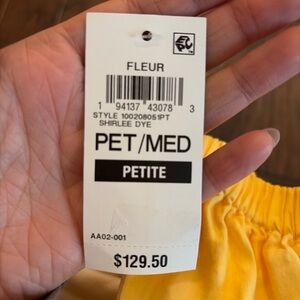 FLEUR
1 94137 43078 3
STYLE 100208051PT
SHIRLEE DYE
PET/MED
PETITE
AA02-001
$129.50